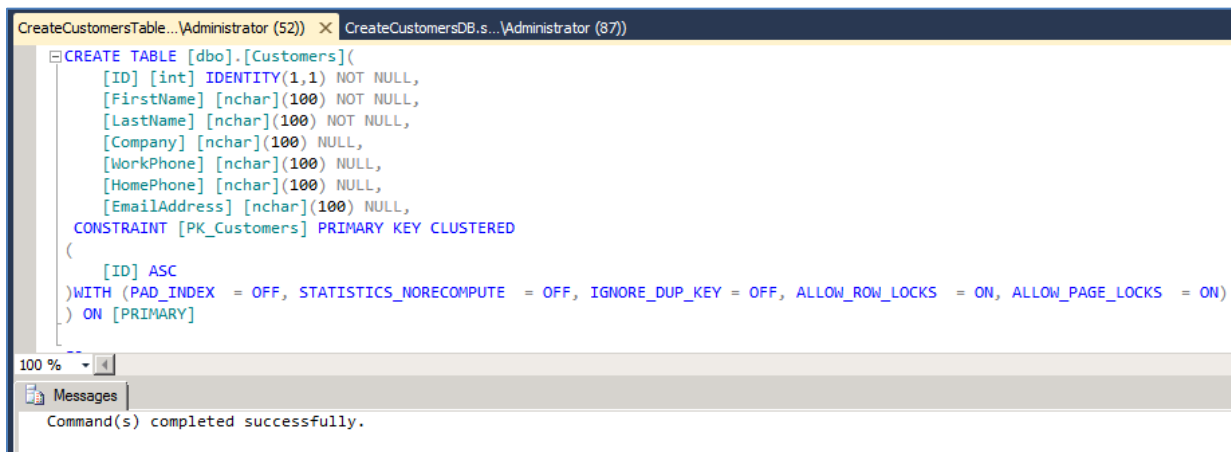 CreateCustomersTable...\Administrator (52)) CreateCustomersDB.s...\Administrator (87))
CREATE TABLE [dbo].[Customers](
[ID] [int] IDENTITY(1,1) NOT NULL,
[FirstName] [nchar](100) NOT NULL,
[LastName] [nchar](100) NOT NULL,
[Company] [nchar](100) NULL,
[WorkPhone] [nchar](100) NULL,
[HomePhone] [nchar](100) NULL,
[EmailAddress] [nchar](100) NULL,
CONSTRAINT [PK_Customers] PRIMARY KEY CLUSTERED
(
[ID] ASC
)WITH (PAD_INDEX  = OFF, STATISTICS_NORECOMPUTE  = OFF, IGNORE_DUP_KEY = OFF, ALLOW_ROW_LOCKS  = ON, ALLOW_PAGE_LOCKS  = ON)
) ON [PRIMARY]
100 %
Messages
Command(s) completed successfully.